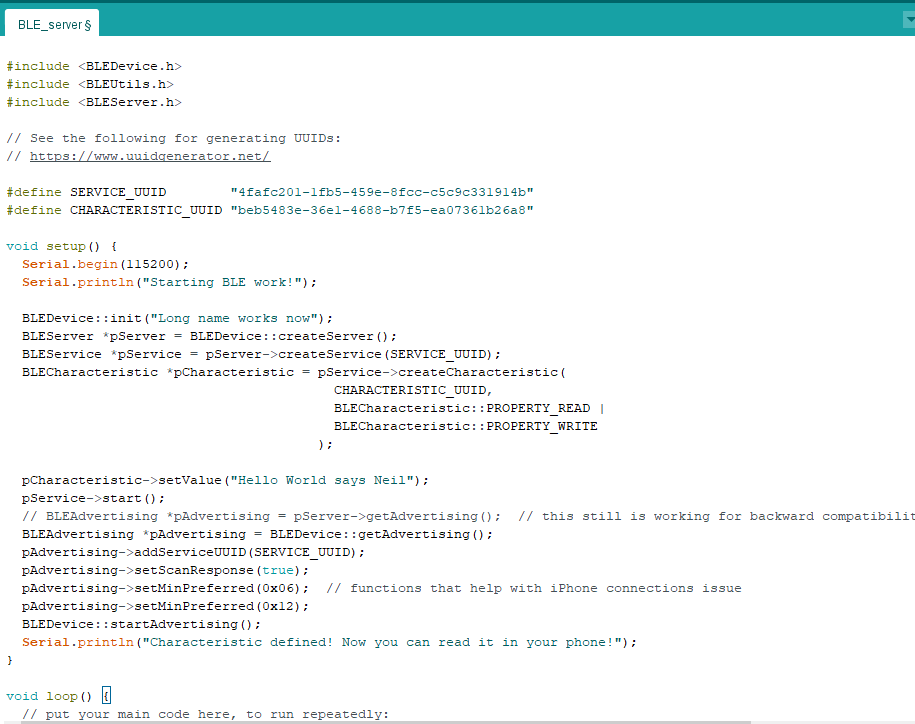 BLE_server §
#include <BLEDevice.h>
#include <BLEUtils.h>
#include <BLEServer.h>
// See the following for generating UUIDs:
// https://www.uuidgenerator.net/
#define SERVICE_UUID        "4fafc201-1fb5-459e-8fcc-c5c9c331914b"
#define CHARACTERISTIC_UUID "beb5483e-36e1-4688-b7f5-ea07361b26a8"
void setup() {
  Serial.begin(115200);
  Serial.println("Starting BLE work!");
  BLEDevice::init("Long name works now");
  BLEServer *pServer = BLEDevice::createServer();
  BLEService *pService = pServer->createService(SERVICE_UUID);
  BLECharacteristic *pCharacteristic = pService->createCharacteristic(
                                         CHARACTERISTIC_UUID,
                                         BLECharacteristic::PROPERTY_READ |
                                         BLECharacteristic::PROPERTY_WRITE
                                       );
  pCharacteristic->setValue("Hello World says Neil");
  pService->start();
  // BLEAdvertising *pAdvertising = pServer->getAdvertising();  // this still is working for backward compatibilit
  BLEAdvertising *pAdvertising = BLEDevice::getAdvertising();
  pAdvertising->addServiceUUID(SERVICE_UUID);
  pAdvertising->setScanResponse(true);
  pAdvertising->setMinPreferred(0x06);  // functions that help with iPhone connections issue
  pAdvertising->setMinPreferred(0x12);
  BLEDevice::startAdvertising();
  Serial.println("Characteristic defined! Now you can read it in your phone!");
}
void loop() {
  // put your main code here, to run repeatedly: